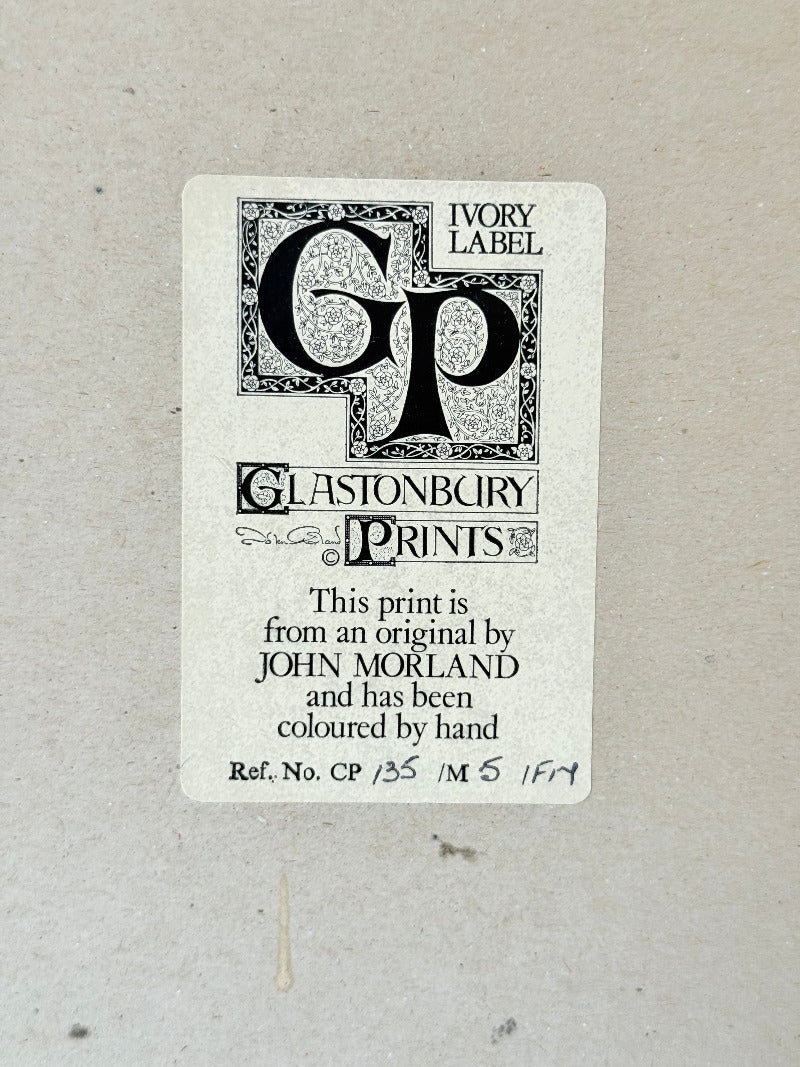 IVORY
LABEL
GP
GLASTONBURY
PRINTS
©
This print is
from an original by
JOHN MORLAND
and has been
coloured by hand
Ref. No. CP 135 /M 5